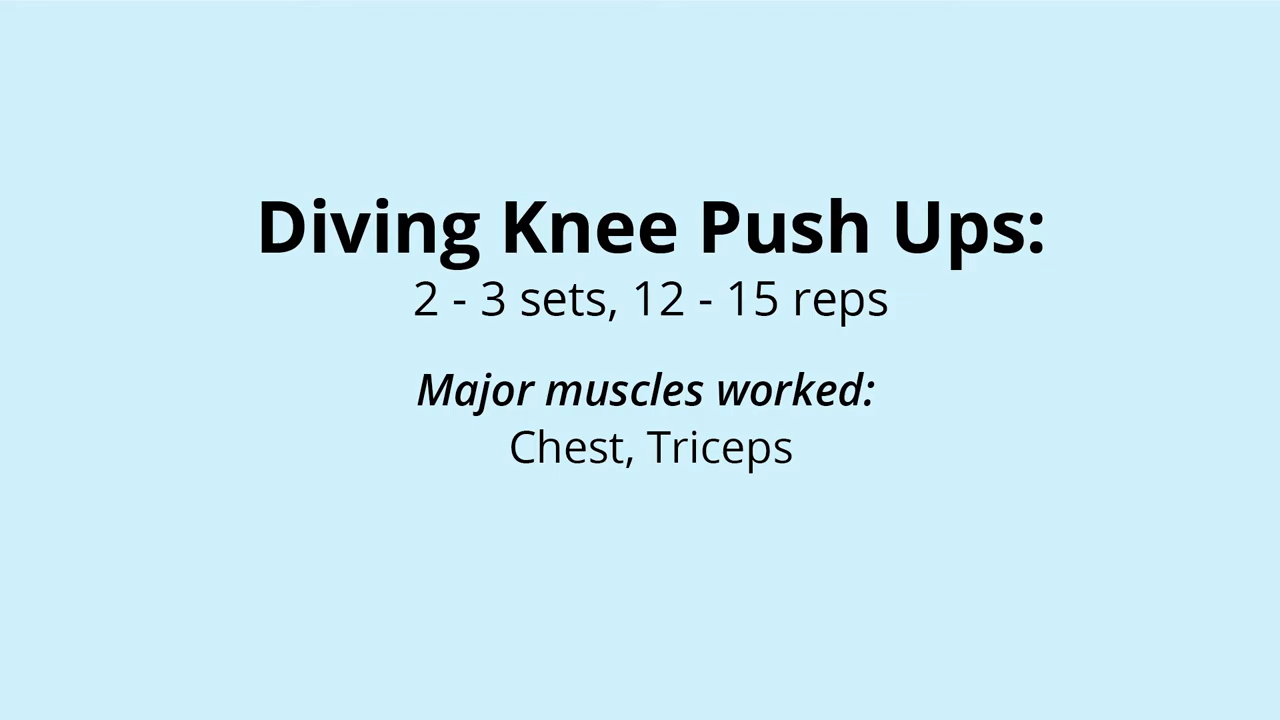 Diving Knee Push Ups:
2 - 3 sets, 12 - 15 reps
Major muscles worked:
Chest, Triceps